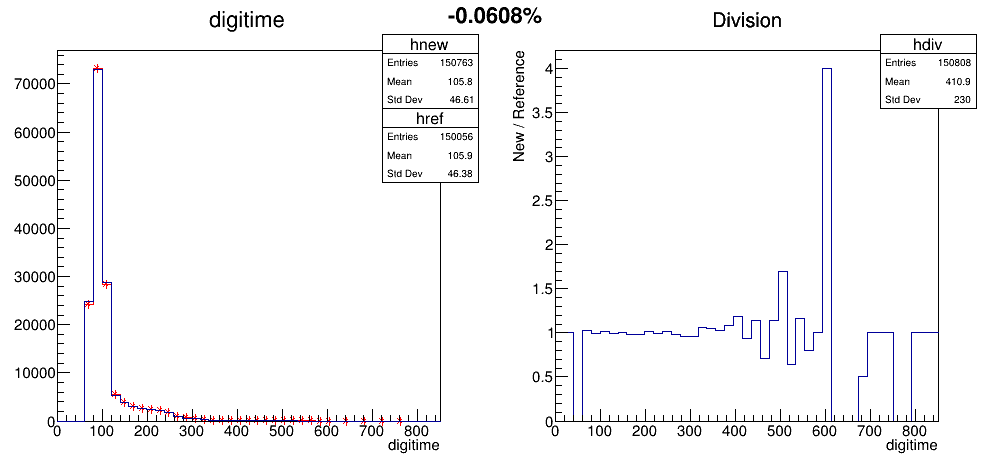 digitime
-0.0608%
Division
hnew
Entries 150763
Mean 105.8
Std Dev 46.61
href
Entries 150056
Mean 105.9
Std Dev 46.38
70000
60000
50000
40000
30000
20000
10000
0
0 100 200 300 400 500 600 700 800
digitime
hdiv
Entries 150808
Mean 410.9
Std Dev 230
New / Reference
4
3.5
3
2.5
2
1.5
1
0.5
0
0 100 200 300 400 500 600 700 800
digitime